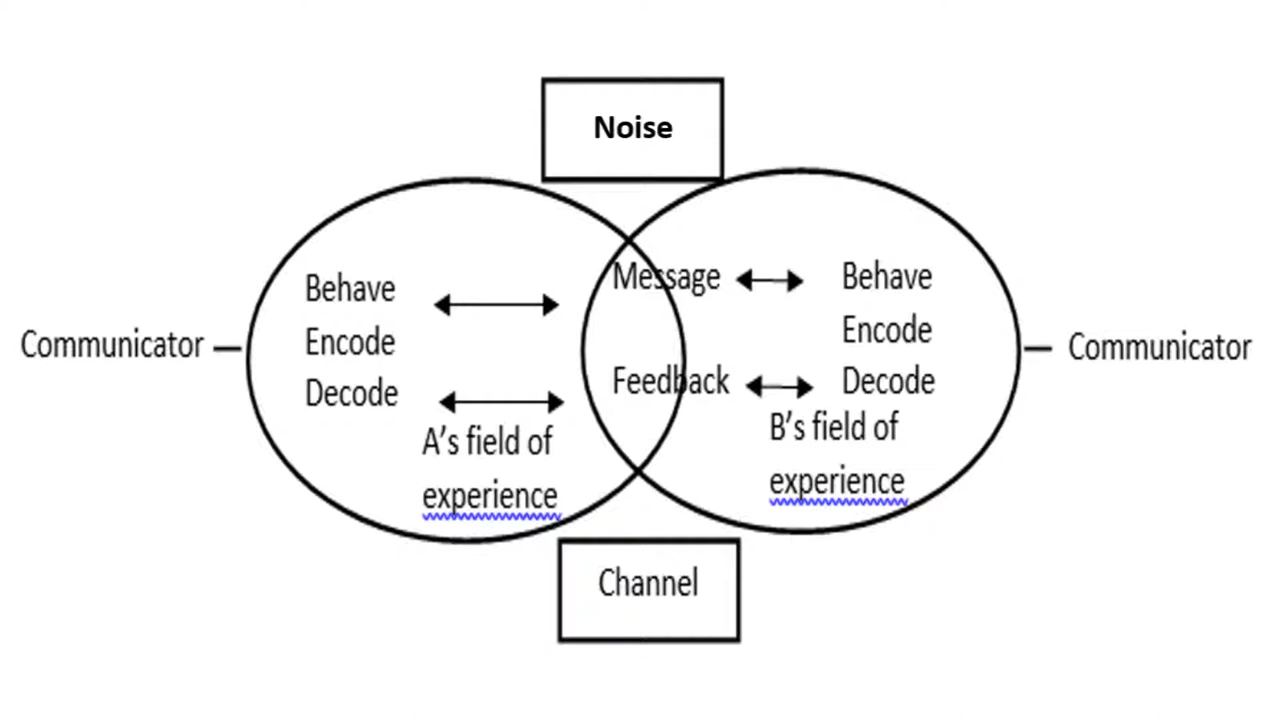 Noise
Communicator
Behave
Encode
Decode
A’s field of
experience
Message
Feedback
Behave
Encode
Decode
B’s field of
experience
Communicator
Channel